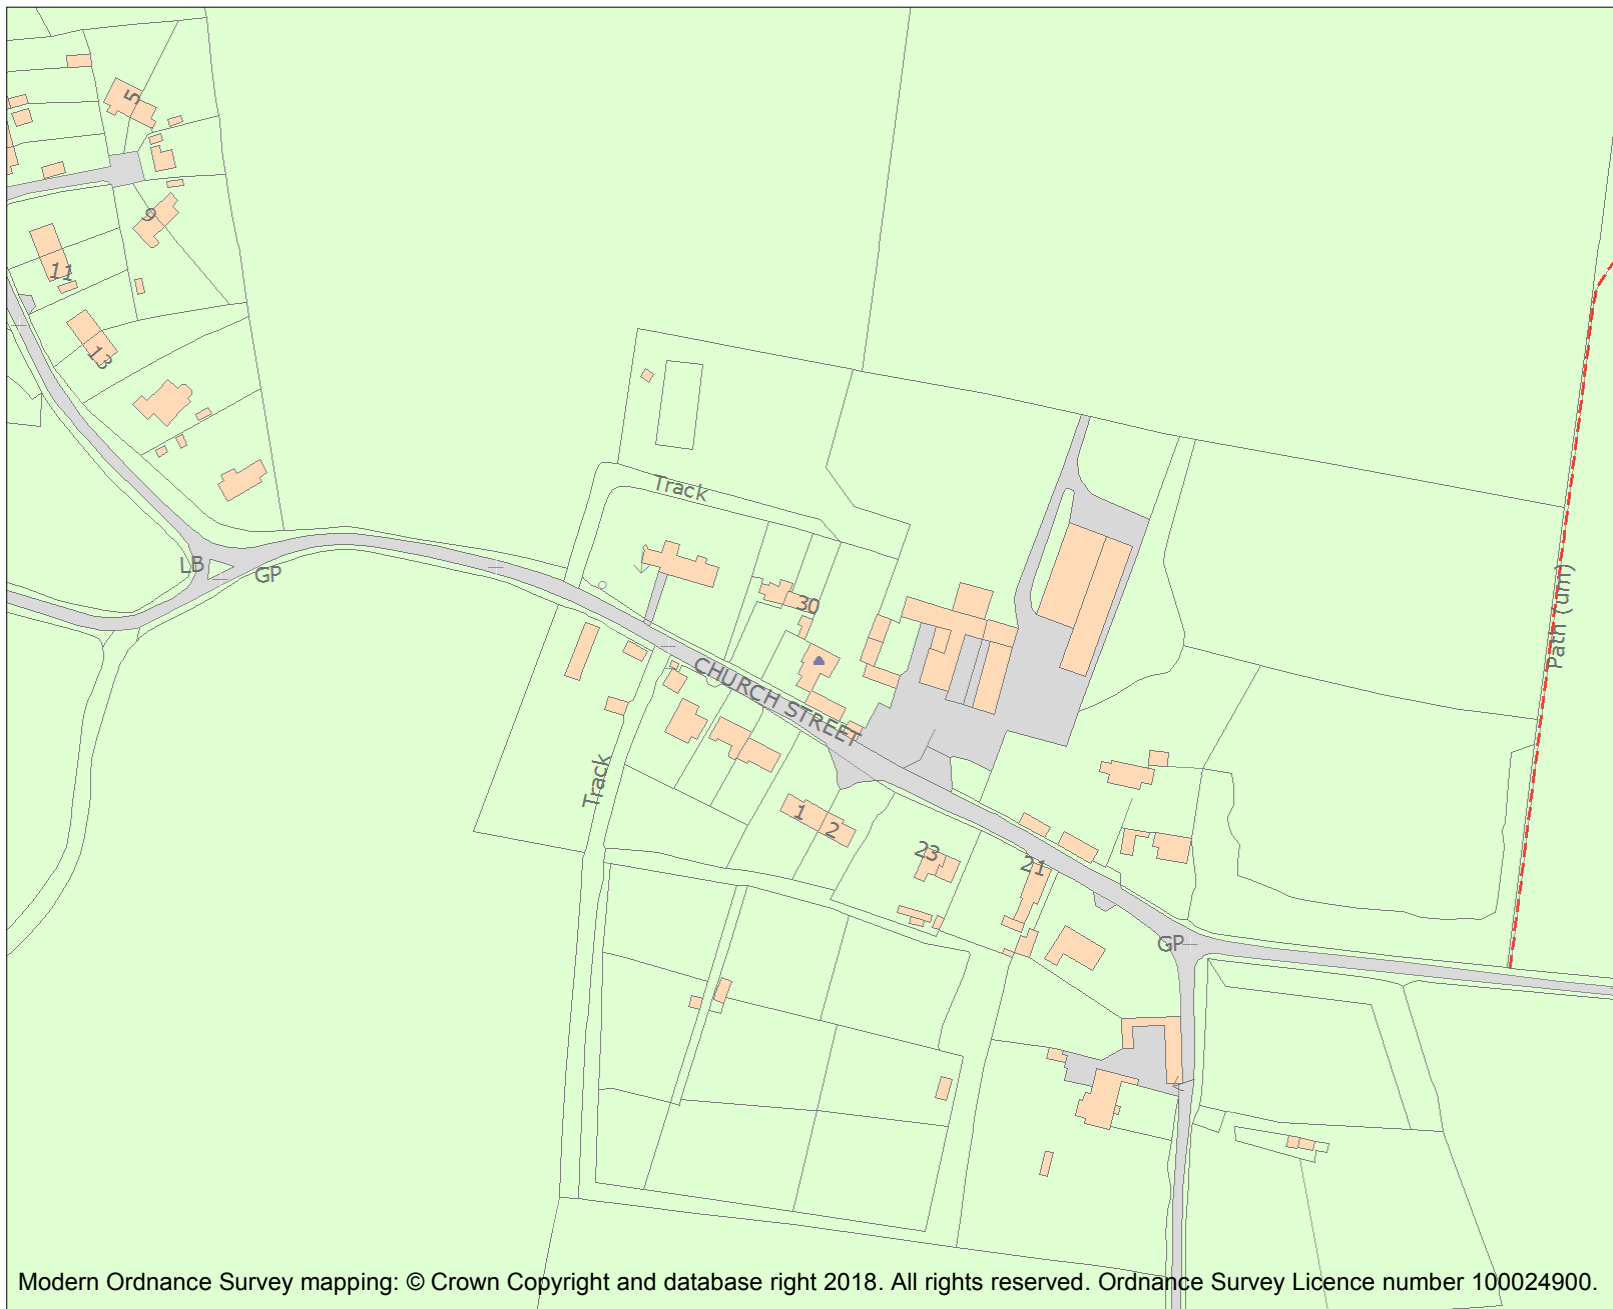 5
9
11
13
Track
LB
GP
30
CHURCH STREET
Path (um)
Track
1
2
23
21
GP
Modern Ordnance Survey mapping: © Crown Copyright and database right 2018. All rights reserved. Ordnance Survey Licence number 100024900.